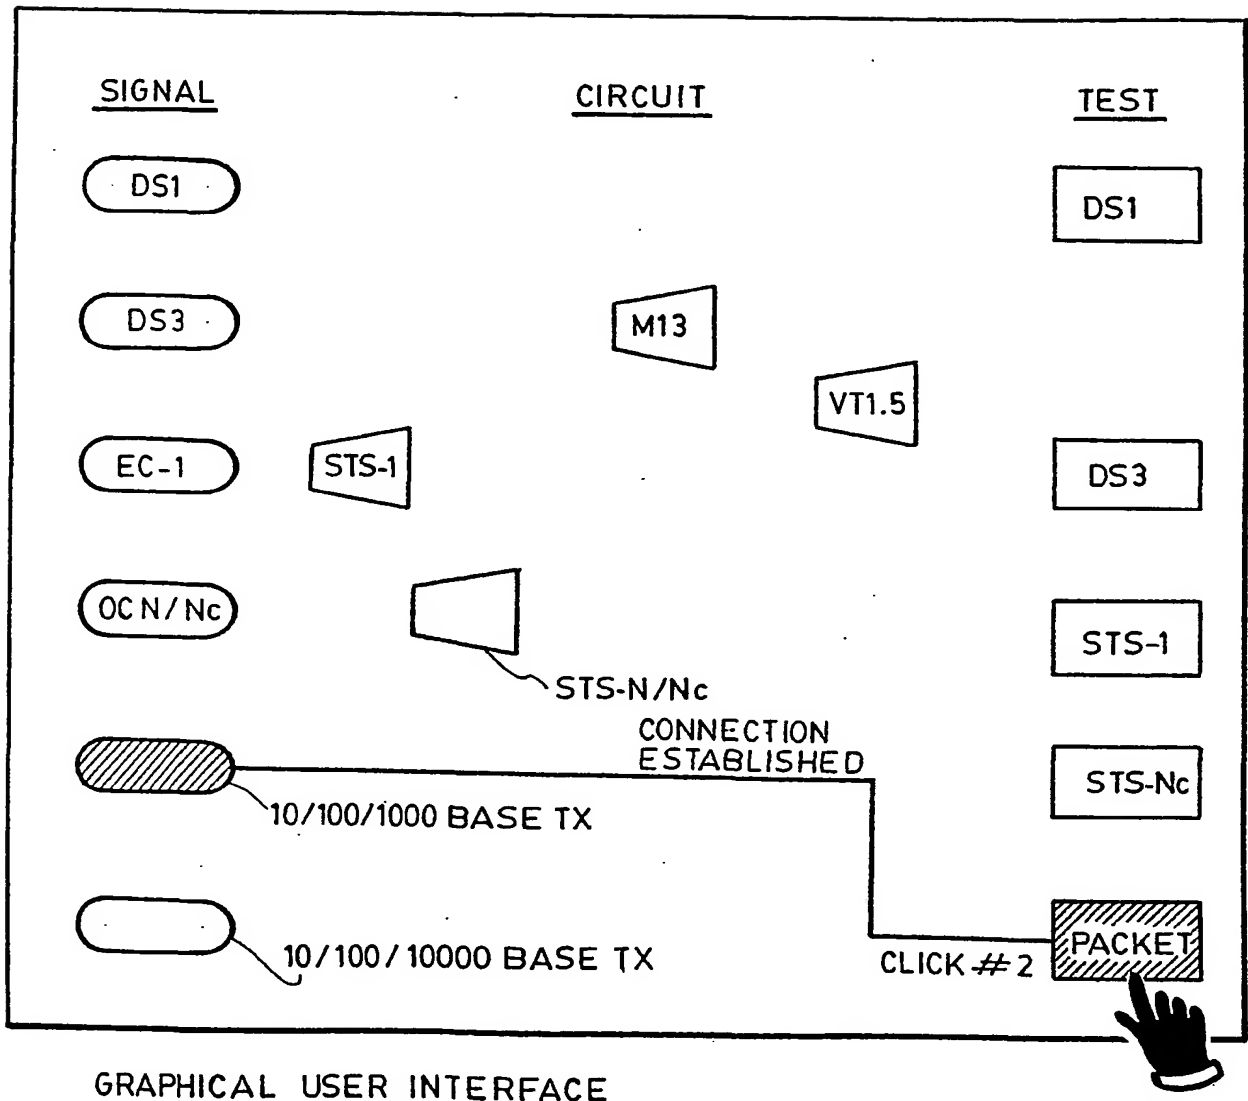 SIGNAL
CIRCUIT
TEST
DS1
DS1
DS3
M13
VT1.5
EC-1
STS-1
DS3
OCN/Nc
STS-N/Nc
STS-1
CONNECTION
ESTABLISHED
STS-Nc
10/100/1000 BASE TX
PACKET
10/100/10000 BASE TX
CLICK #2
GRAPHICAL USER INTERFACE